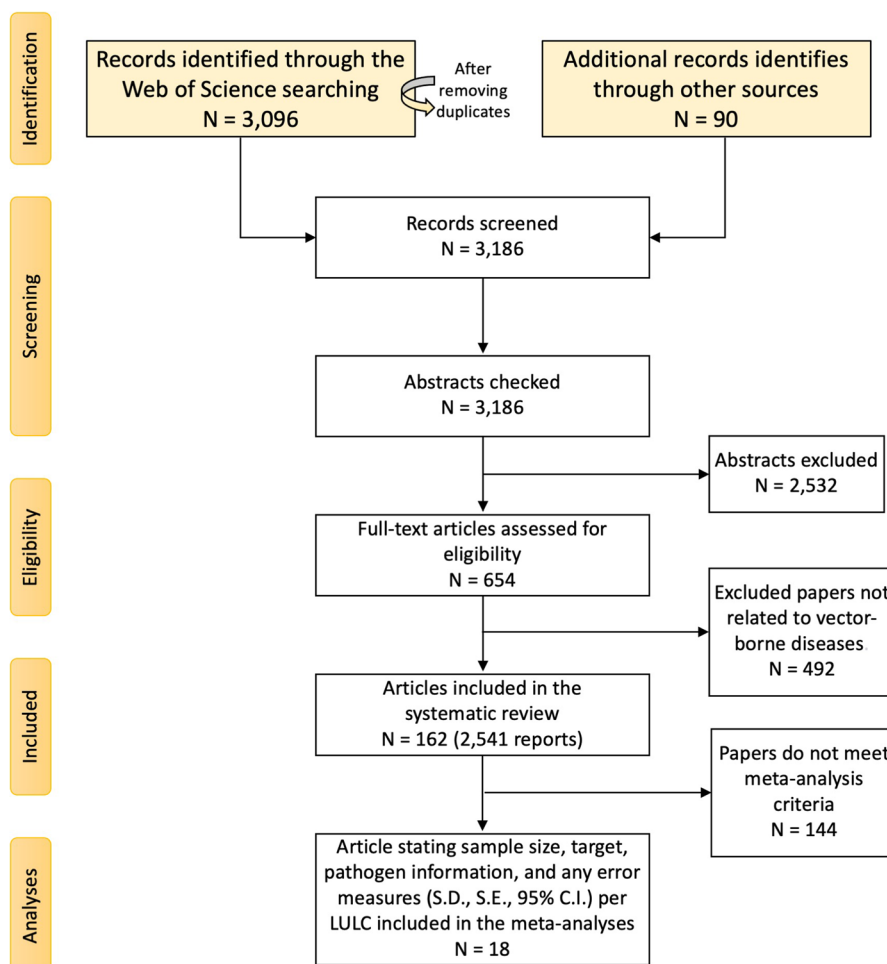 Identification
Records identified through the
Web of Science searching
N = 3,096
After
removing
duplicates
Additional records identifies
through other sources
N = 90
Screening
Records screened
N = 3,186
Abstracts checked
N = 3,186
Abstracts excluded
N = 2,532
Eligibility
Full-text articles assessed for
eligibility
N = 654
Excluded papers not
related to vector-
borne diseases
N = 492
Included
Articles included in the
systematic review
N = 162 (2,541 reports)
Papers do not meet
meta-analysis
criteria
N = 144
Analyses
Article stating sample size, target,
pathogen information, and any error
measures (S.D., S.E., 95% C.I.) per
LULC included in the meta-analyses
N = 18